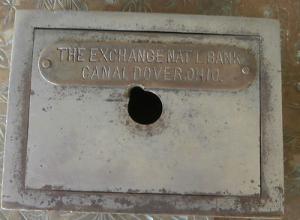 THE EXCHANGE NAT'L. BANK
CANAL DOVER, OHIO.